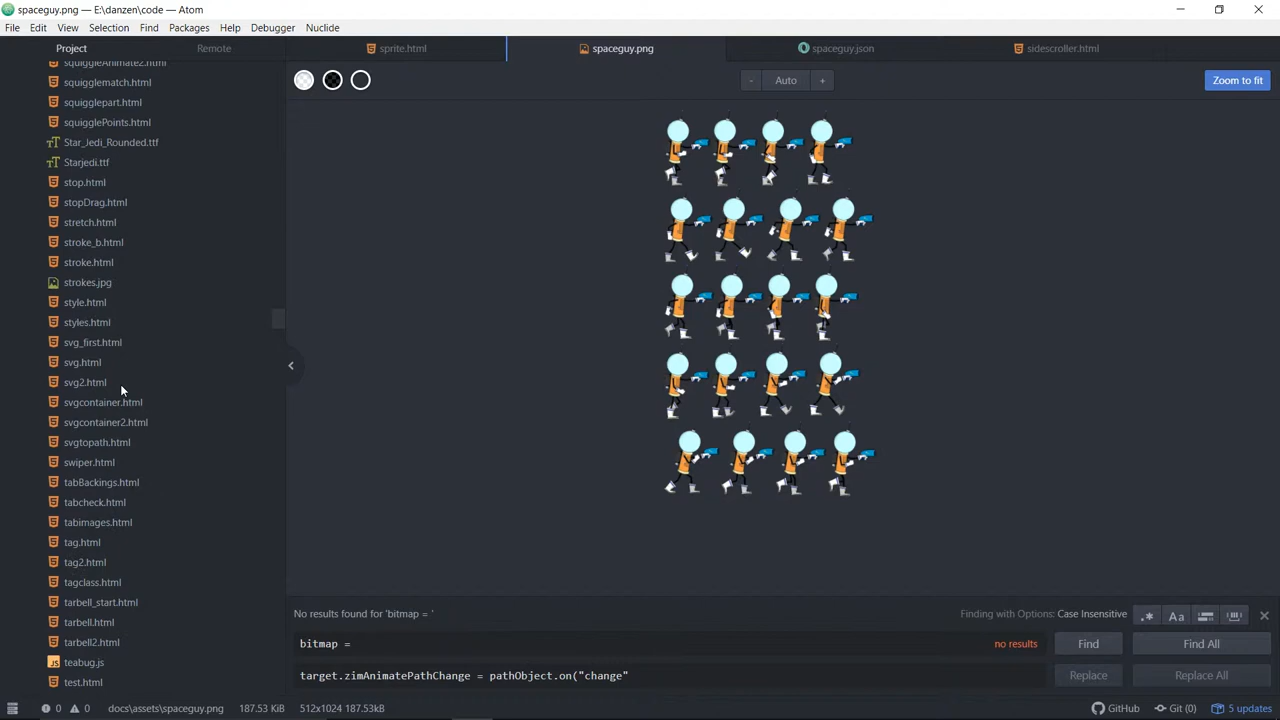 spaceguy.png — E:\danzen\code — Atom
File Edit View Selection Find Packages Help Debugger Nuclide
Project Remote
sprite.html spaceguy.png spaceguy.json sidescroller.html
- Auto +
Zoom to fit
squiggleAnimate2.html
squigglematch.html
squigglepart.html
squigglePoints.html
Star_Jedi_Rounded.ttf
Starjedi.ttf
stop.html
stopDrag.html
stretch.html
stroke_b.html
stroke.html
strokes.jpg
style.html
styles.html
svg_first.html
svg.html
svg2.html
svgcontainer.html
svgcontainer2.html
svgtopath.html
swiper.html
tabBackings.html
tabcheck.html
tabimages.html
tag.html
tag2.html
tagclass.html
tarbell_start.html
tarbell.html
tarbell2.html
teabug.js
test.html
No results found for 'bitmap = '
Finding with Options: Case Insensitive
.* Aa
bitmap =
no results Find Find All
target.zimAnimatePathChange = pathObject.on("change"
Replace Replace All
0 0 docs\assets\spaceguy.png 187.53 KiB 512x1024 187.53kB
GitHub Git (0) 5 updates